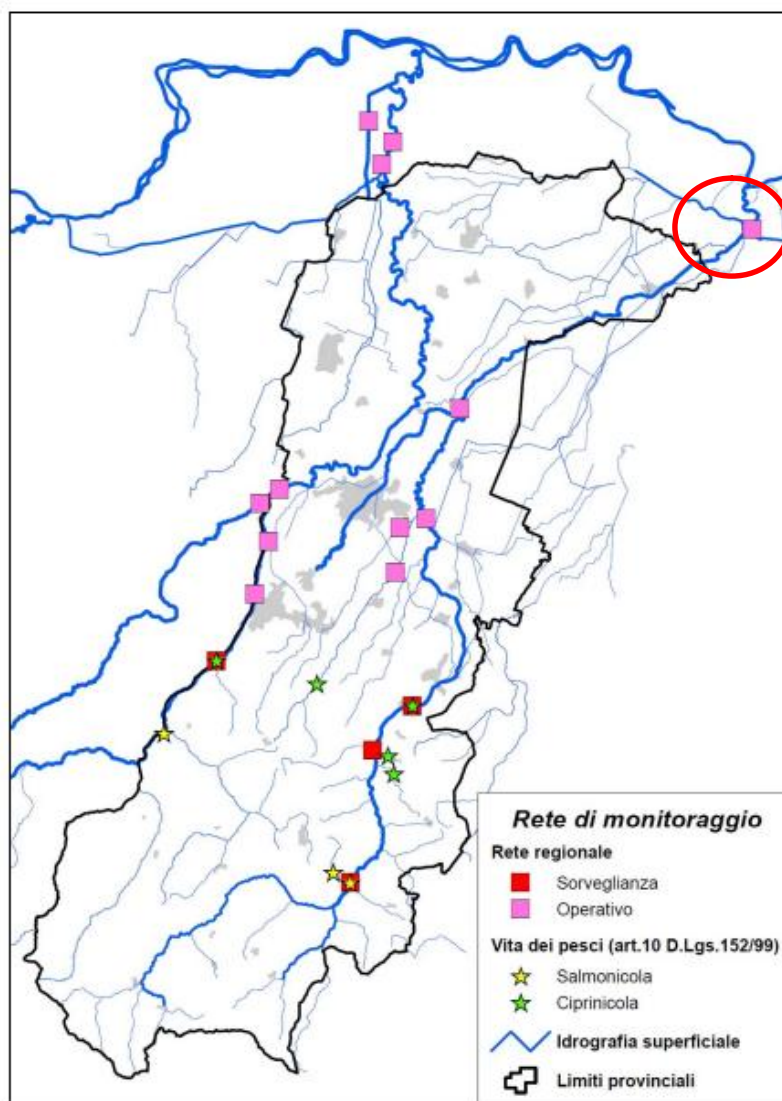 Rete di monitoraggio
Rete regionale
Sorveglianza
Operativo
Vita dei pesci (art.10 D.Lgs.152/99)
Salmonicola
Ciprinicola
Idrografia superficiale
Limiti provinciali